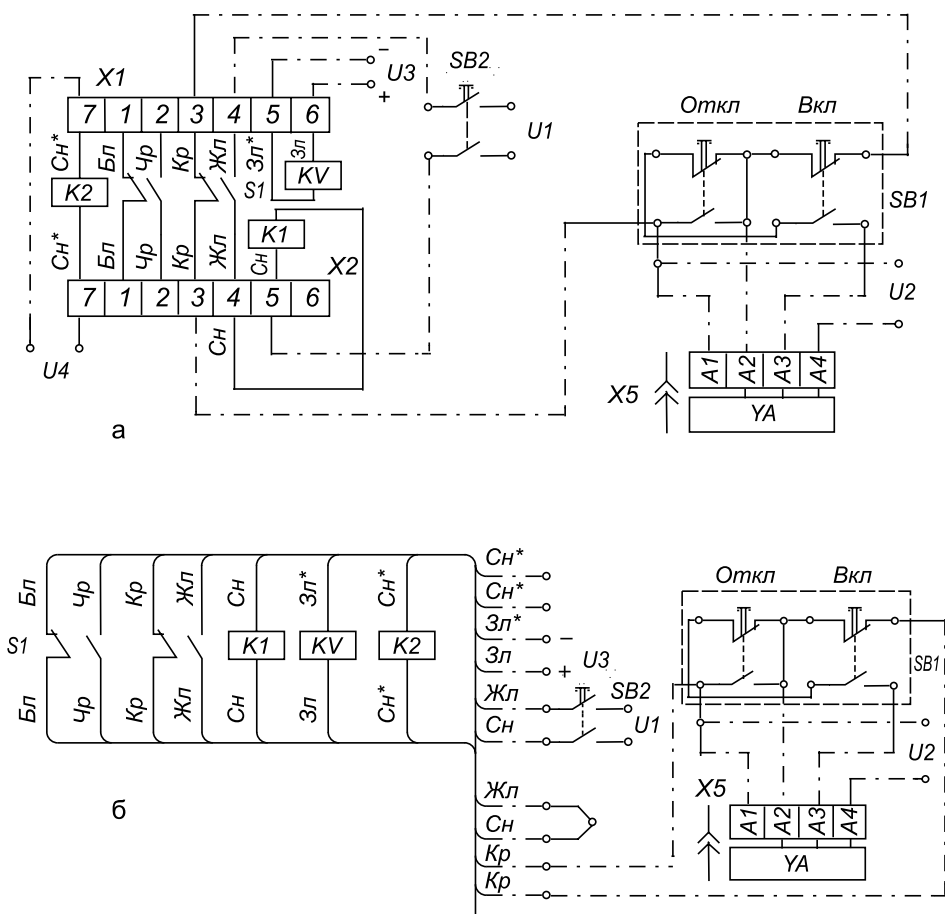 X1
7 1 2 3 4 5 6
Сн* Бл Чр Кр Жл Зл* Зл
K2 S1 KV
K1
Сн* Бл Чр Кр Жл Сн X2
7 1 2 3 4 5 6
Сн
U4
– U3
+
SB2
U1
Откл Вкл
SB1
U2
A1 A2 A3 A4
X5
YA
а
Бл Чр Кр Жл Сн Зл* Сн*
S1 K1 KV K2
Бл Чр Кр Жл Сн Зл Сн*
Сн*
Сн*
Зл* –
Зл + U3
Жл SB2
Сн U1
Жл
Сн
Кр
Кр
Откл Вкл
SB1
U2
X5
A1 A2 A3 A4
YA
б